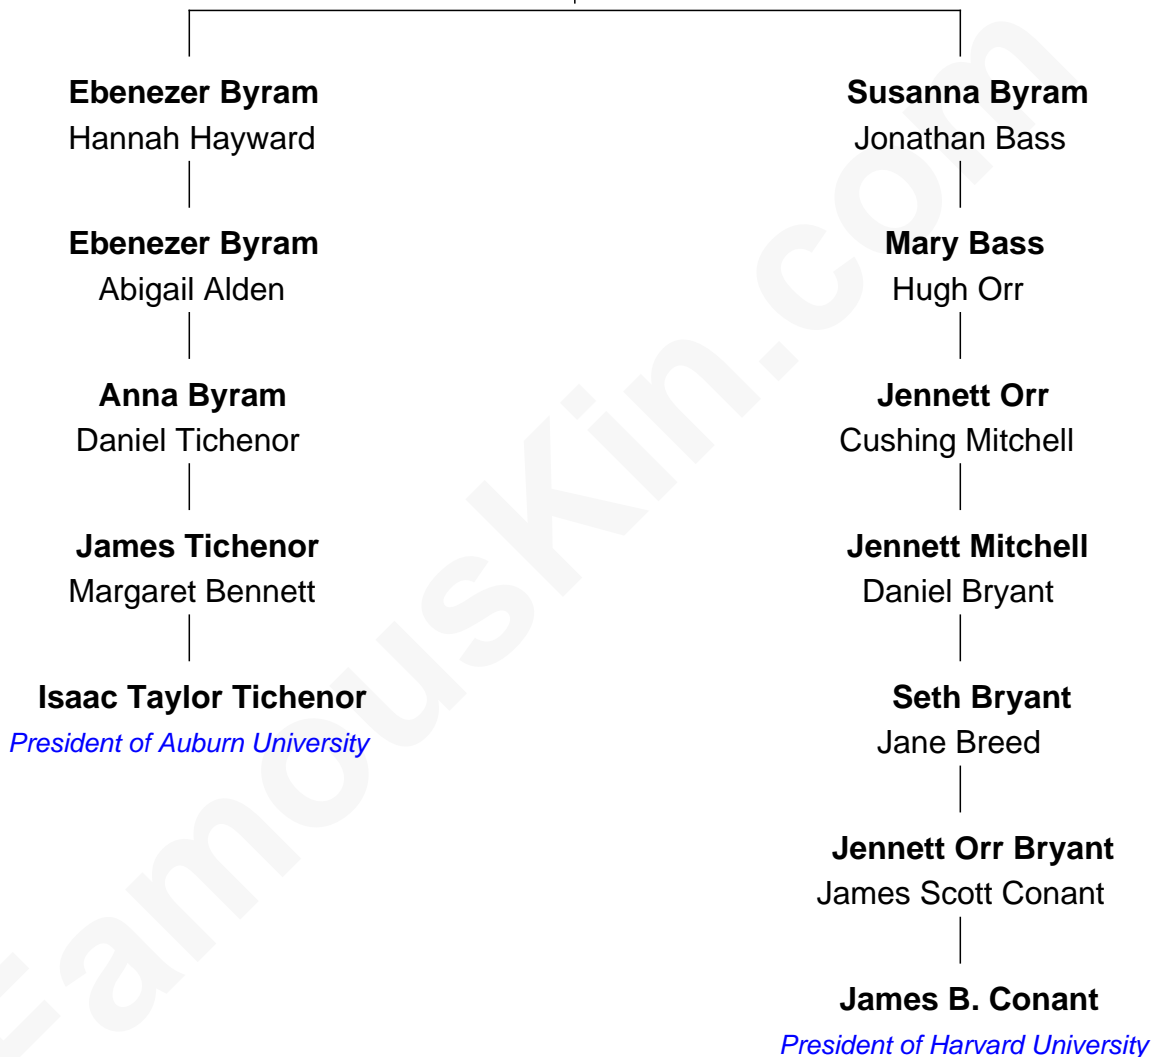 Ebenezer Byram
Hannah Hayward
Ebenezer Byram
Abigail Alden
Anna Byram
Daniel Tichenor
James Tichenor
Margaret Bennett
Isaac Taylor Tichenor
President of Auburn University
Susanna Byram
Jonathan Bass
Mary Bass
Hugh Orr
Jennett Orr
Cushing Mitchell
Jennett Mitchell
Daniel Bryant
Seth Bryant
Jane Breed
Jennett Orr Bryant
James Scott Conant
James B. Conant
President of Harvard University
FamousKin.com